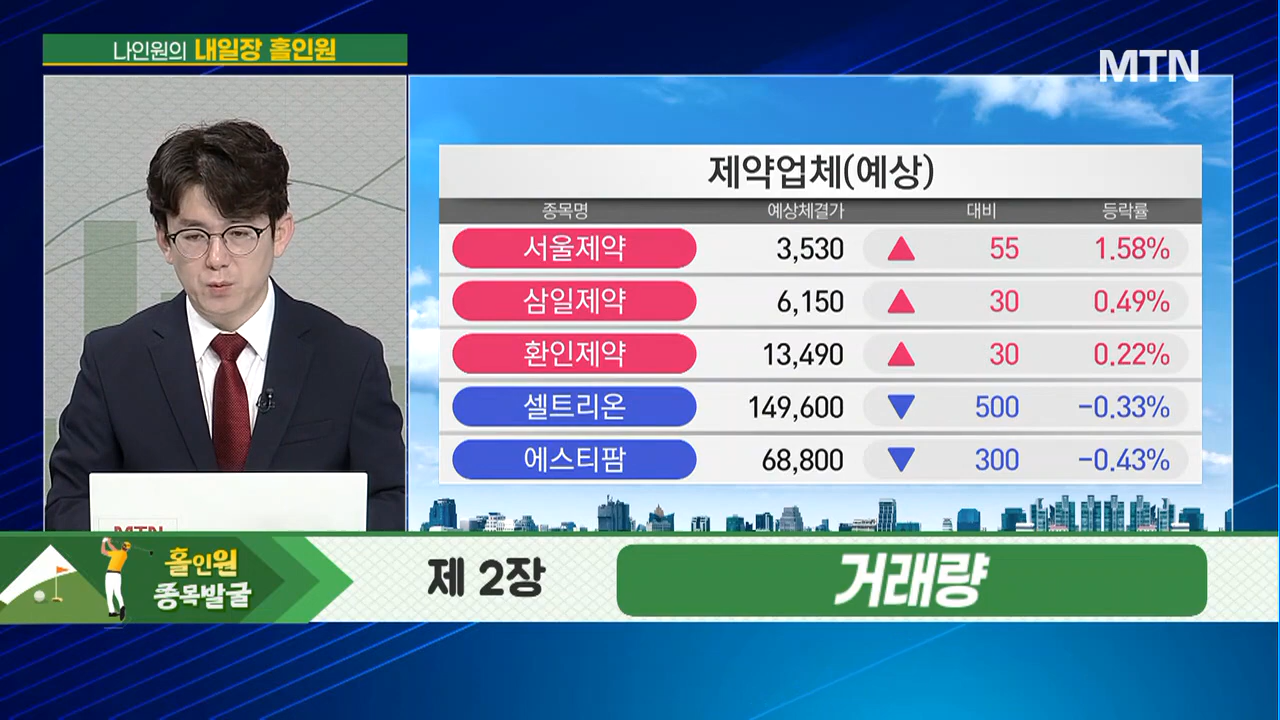 나인원의 내일장 홀인원
MTN
제약업체(예상)
종목명 예상체결가 대비 등락률
서울제약 3,530 ▲ 55 1.58%
삼일제약 6,150 ▲ 30 0.49%
환인제약 13,490 ▲ 30 0.22%
셀트리온 149,600 ▼ 500 -0.33%
에스티팜 68,800 ▼ 300 -0.43%
MTN
홀인원
종목발굴
제 2장
거래량